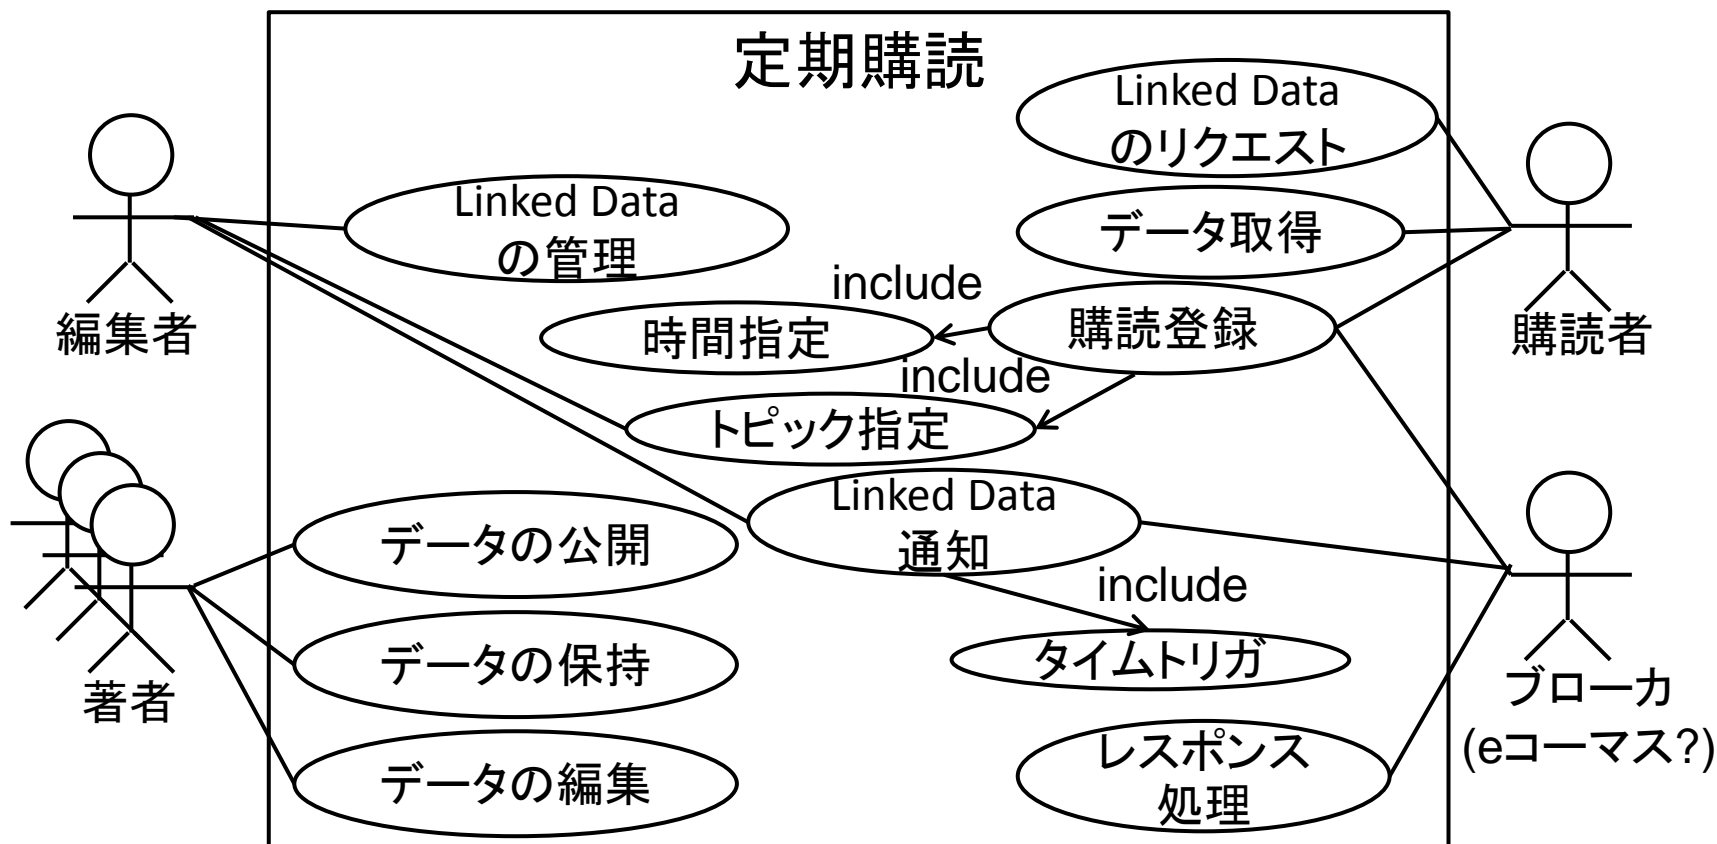 定期購読
Linked Data
のリクエスト
Linked Data
の管理
データ取得
include
時間指定
購読登録
編集者
購読者
include
トピック指定
Linked Data
通知
データの公開
include
データの保持
タイムトリガ
著者
ブローカ
(eコーマス?)
レスポンス
処理
データの編集